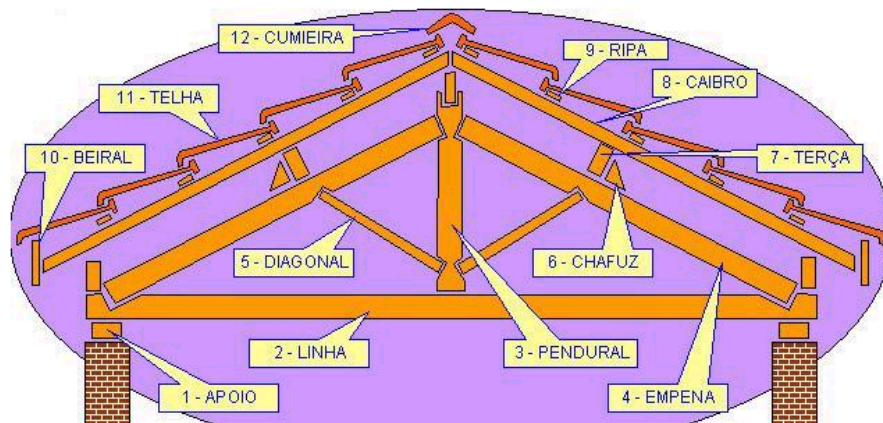 12 - CUMIEIRA
9 - RIPA
8 - CAIBRO
11 - TELHA
10 - BEIRAL
7 - TERÇA
5 - DIAGONAL
6 - CHAFUZ
2 - LINHA
3 - PENDURAL
1 - APOIO
4 - EMPENA